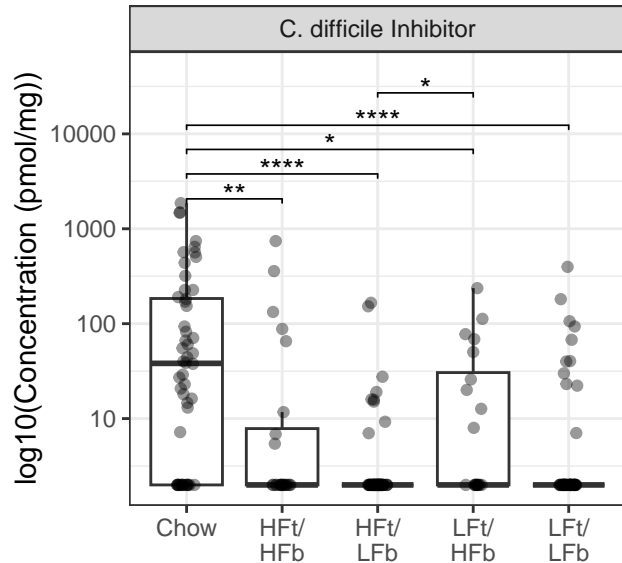 C. difficile Inhibitor
log10(Concentration (pmol/mg))
10000
1000
100
10
*
****
*
****
**
Chow
HFt/
HFb
HFt/
LFb
LFt/
HFb
LFt/
LFb